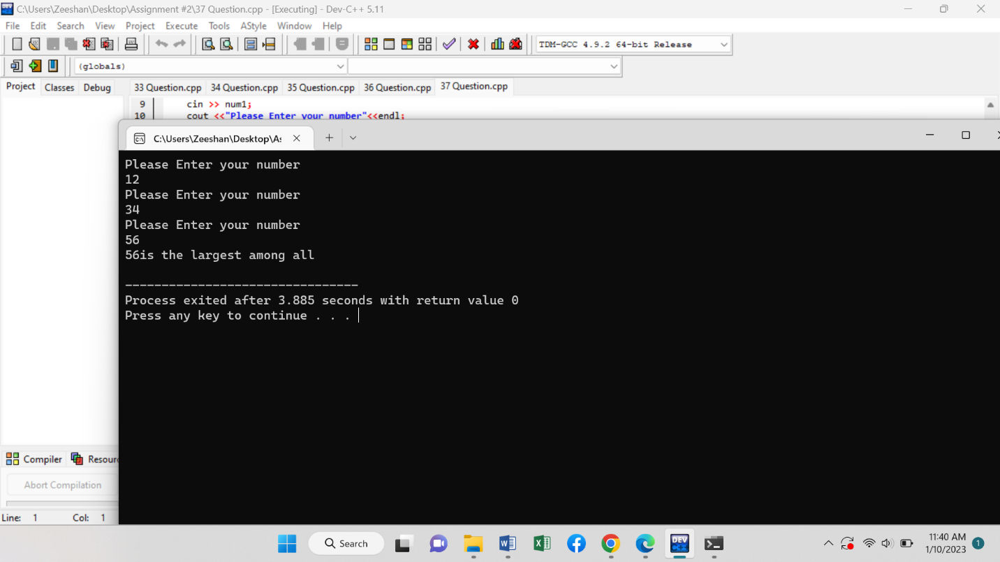 C:\Users\Zeeshan\Desktop\Assignment #2\37 Question.cpp - [Executing] - Dev-C++ 5.11
File Edit Search View Project Execute Tools AStyle Window Help
TDM-GCC 4.9.2 64-bit Release
(globals)
Project Classes Debug 33 Question.cpp 34 Question.cpp 35 Question.cpp 36 Question.cpp 37 Question.cpp
9 cin >> num1;
10 cout <<"Please Enter your number"<<endl;
C:\Users\Zeeshan\Desktop\As
Please Enter your number
12
Please Enter your number
34
Please Enter your number
56
56is the largest among all
--------------------------------
Process exited after 3.885 seconds with return value 0
Press any key to continue . . .
Compiler Resour
Abort Compilation
Line: 1 Col: 1
Search
DEV
11:40 AM
1/10/2023
1